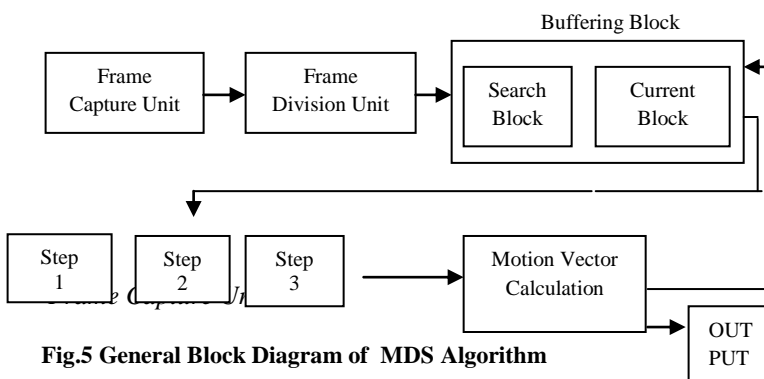 Buffering Block
Frame
Capture Unit
Frame
Division Unit
Search
Block
Current
Block
Step
1
Step
2
Step
3
Motion Vector
Calculation
OUT
PUT
Fig.5 General Block Diagram of MDS Algorithm